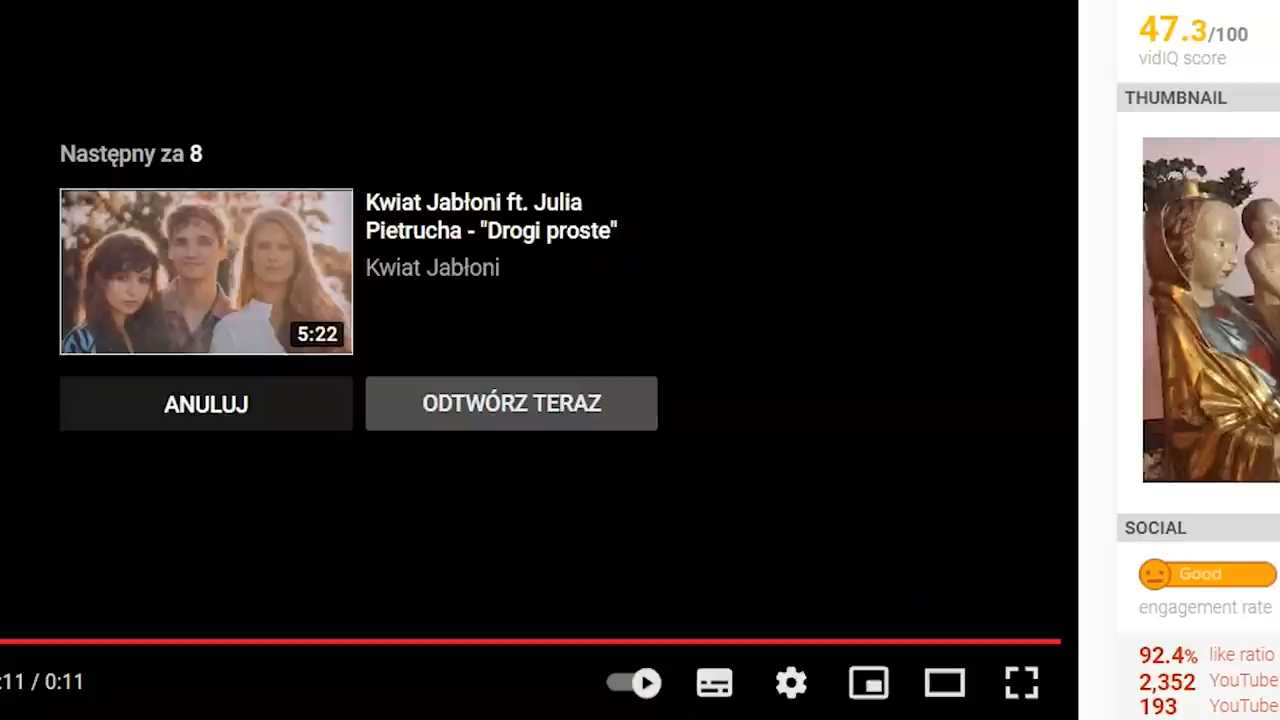 47.3/100
vidIQ score
THUMBNAIL
Następny za 8
Kwiat Jabłoni ft. Julia
Pietrucha - "Drogi proste"
Kwiat Jabłoni
5:22
ANULUJ
ODTWÓRZ TERAZ
SOCIAL
Good
engagement rate
92.4% like ratio
2,352 YouTube
193 YouTube
:11 / 0:11